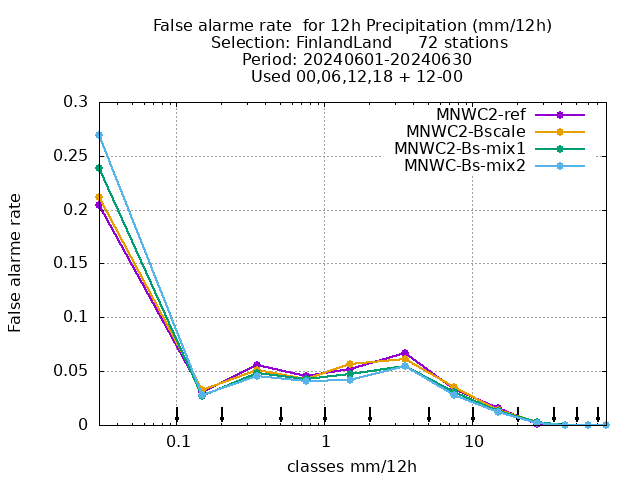 False alarme rate  for 12h Precipitation (mm/12h)
Selection: FinlandLand     72 stations
Period: 20240601-20240630
Used 00,06,12,18 + 12-00
MNWC2-ref
MNWC2-Bscale
MNWC2-Bs-mix1
MNWC-Bs-mix2
False alarme rate
0.3
0.25
0.2
0.15
0.1
0.05
0
0.1 1 10
classes mm/12h